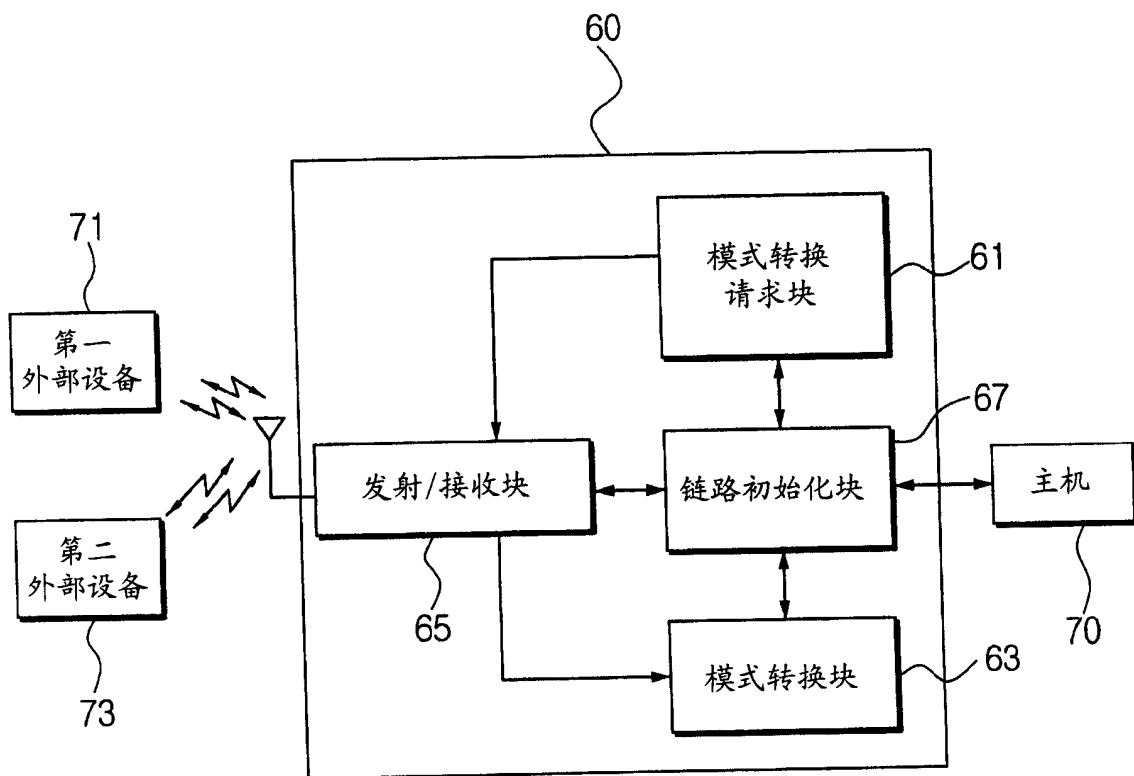 60
71
第一
外部设备
模式转换
请求块
61
67
发射/接收块
链路初始化块
主机
第二
外部设备
65
70
模式转换块
63
73